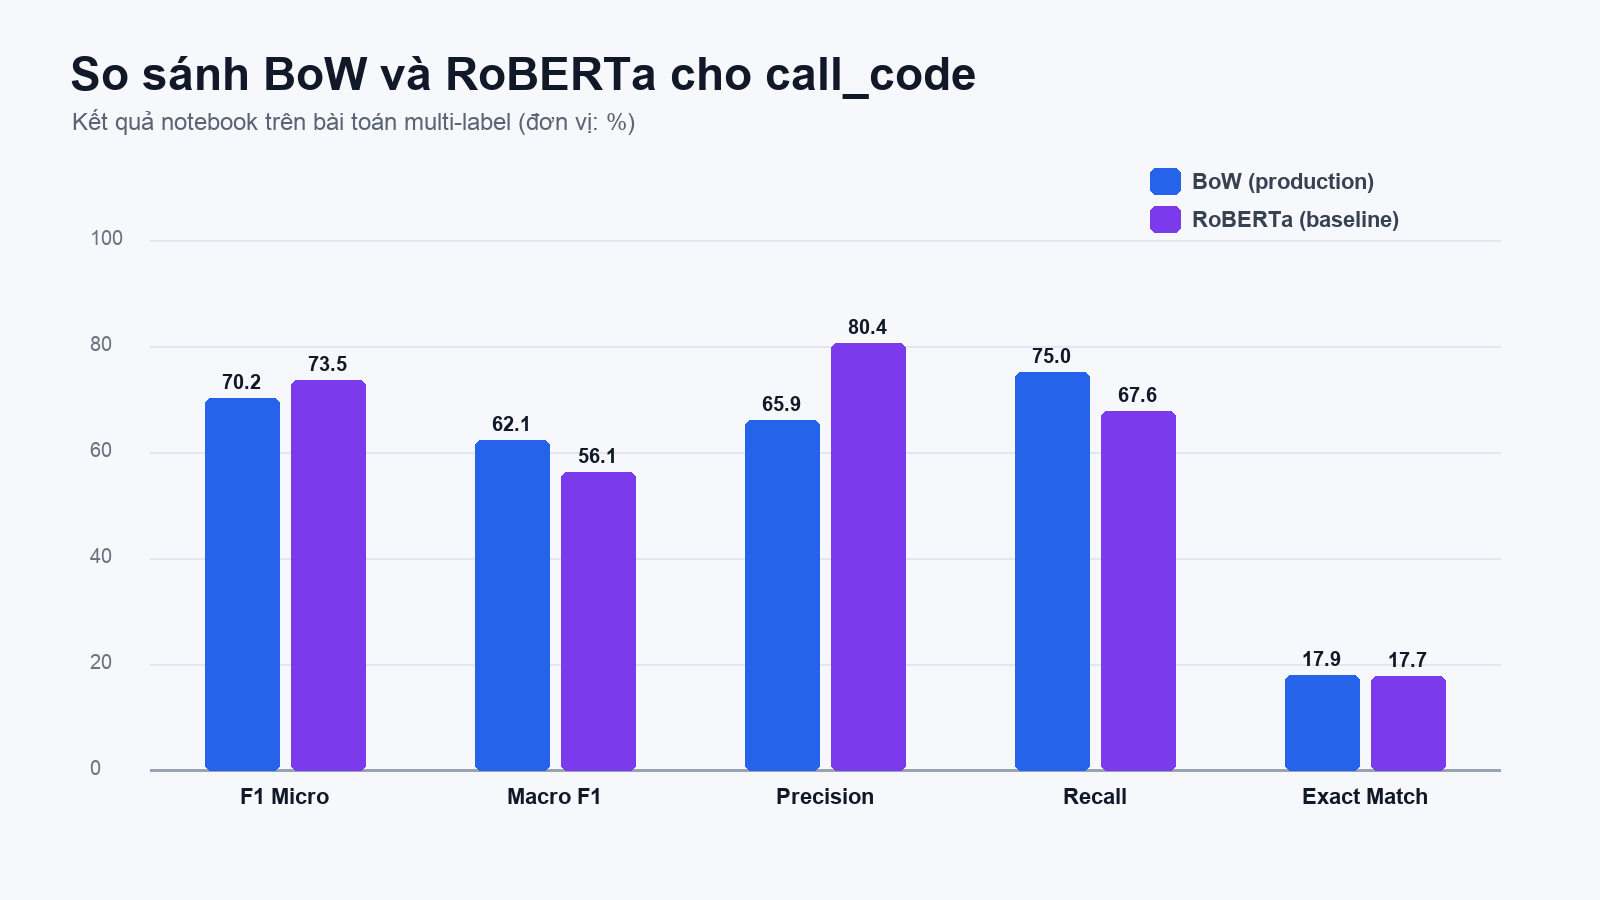 So sánh BoW và RoBERTa cho call_code
Kết quả notebook trên bài toán multi-label (đơn vị: %)
BoW (production)
RoBERTa (baseline)
100
80
60
40
20
0
70.2
73.5
62.1
56.1
65.9
80.4
75.0
67.6
17.9
17.7
F1 Micro
Macro F1
Precision
Recall
Exact Match